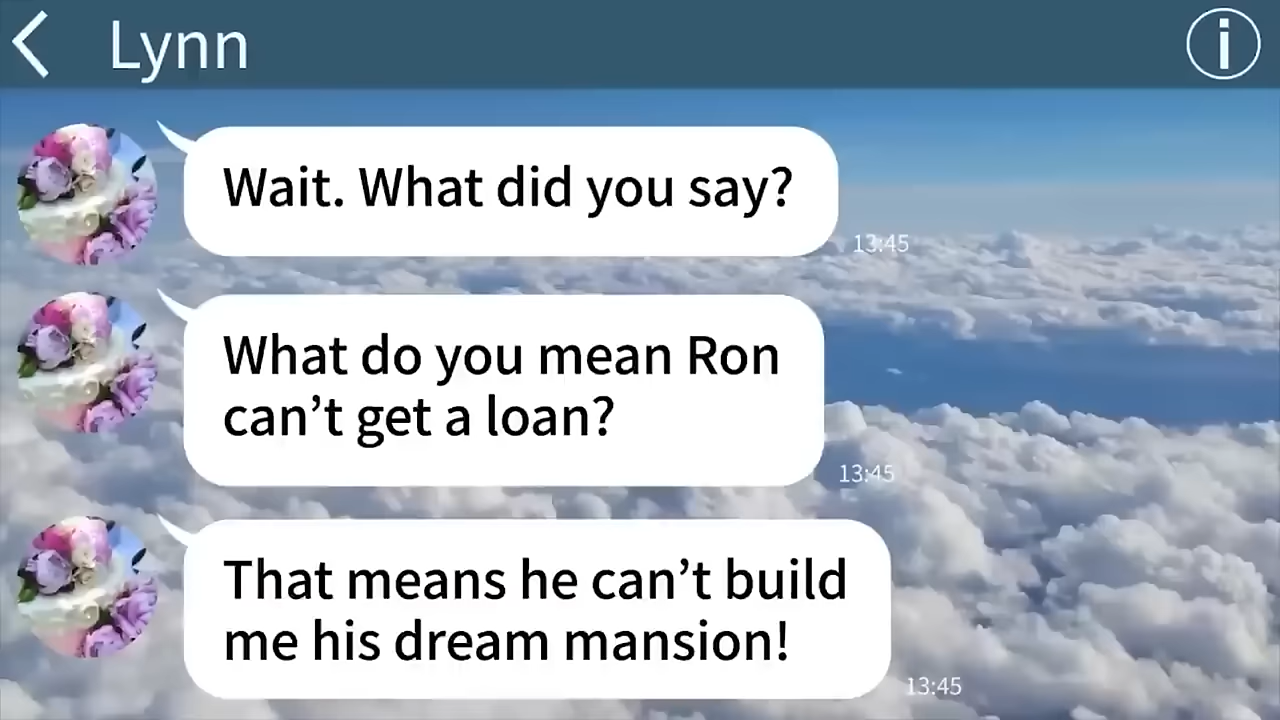 Lynn
Wait. What did you say?
13:45
What do you mean Ron
can’t get a loan?
13:45
That means he can’t build
me his dream mansion!
13:45